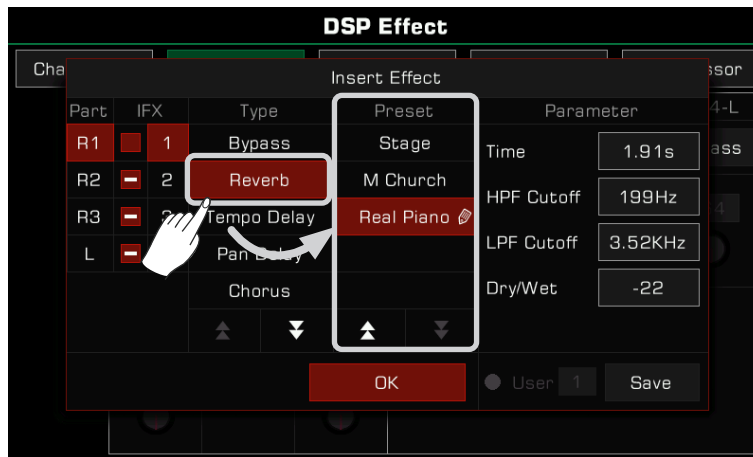 DSP Effect
Cha
ssor
Insert Effect
Part IFX Type Preset Parameter
4-L
R1 1 Bypass Stage Time 1.91s
ass
R2 2 Reverb M Church HPF Cutoff 199Hz
R3 Tempo Delay Real Piano LPF Cutoff 3.52KHz
4
L Pan Delay
Chorus Dry/Wet -22
OK User 1 Save